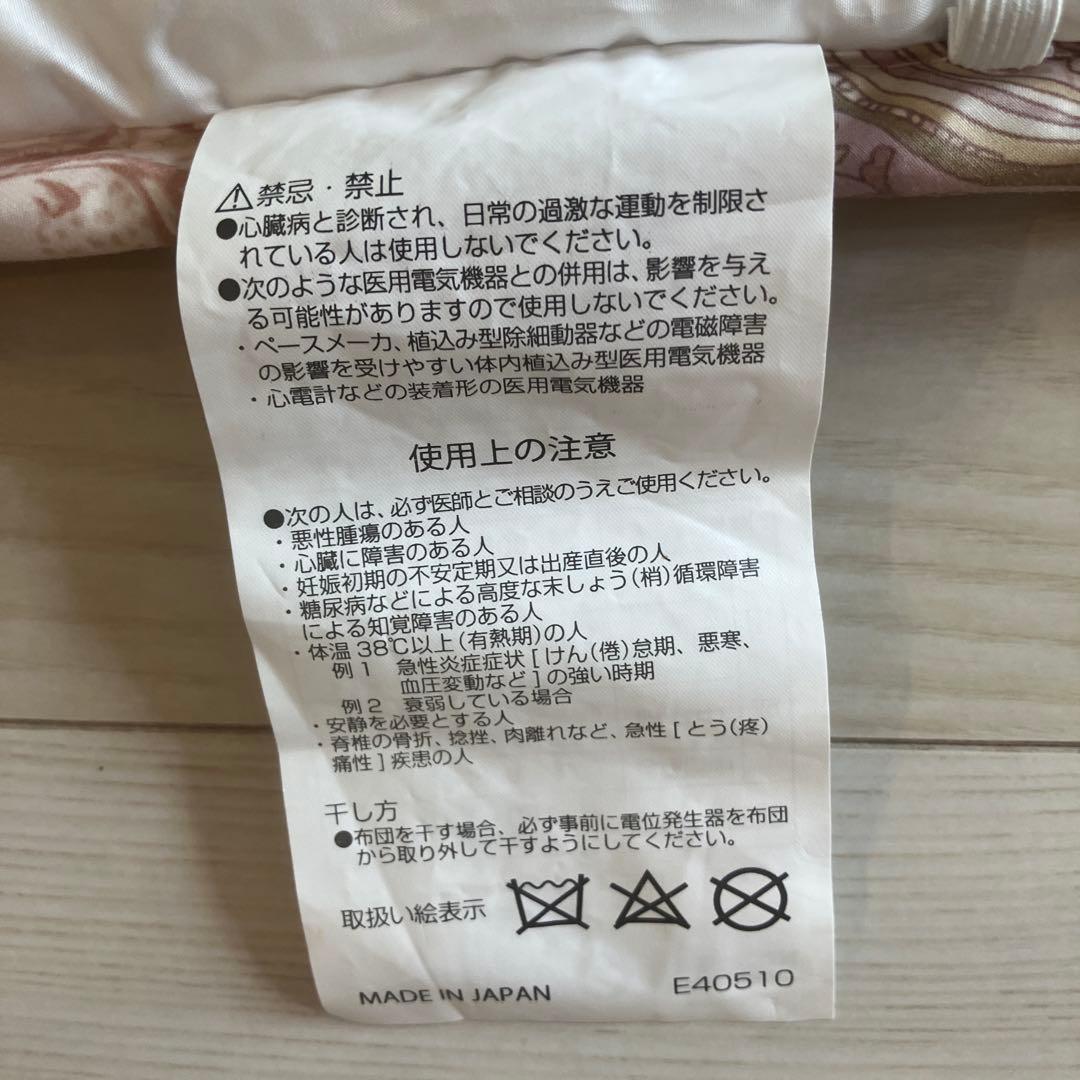 ⚠禁忌・禁止
●心臓病と診断され、日常の過激な運動を制限さ
れている人は使用しないでください。
●次のような医用電気機器との併用は、影響を与え
る可能性がありますので使用しないでください。
・ペースメーカ、植込み型除細動器などの電磁障害
の影響を受けやすい体内植込み型医用電気機器
・心電計などの装着形の医用電気機器
使用上の注意
●次の人は、必ず医師とご相談のうえご使用ください。
・悪性腫瘍のある人
・心臓に障害のある人
・妊娠初期の不安定期又は出産直後の人
・糖尿病などによる高度な末しょう(梢)循環障害
による知覚障害のある人
・体温 38℃以上(有熱期)の人
例1 急性炎症症状[けん(倦)怠期、悪寒、
血圧変動など]の強い時期
例2 衰弱している場合
・安静を必要とする人
・脊椎の骨折、捻挫、肉離れなど、急性[とう(疼)
痛性]疾患の人
干し方
●布団を干す場合、必ず事前に電位発生器を布団
から取り外して干すようにしてください。
取扱い絵表示
MADE IN JAPAN E40510